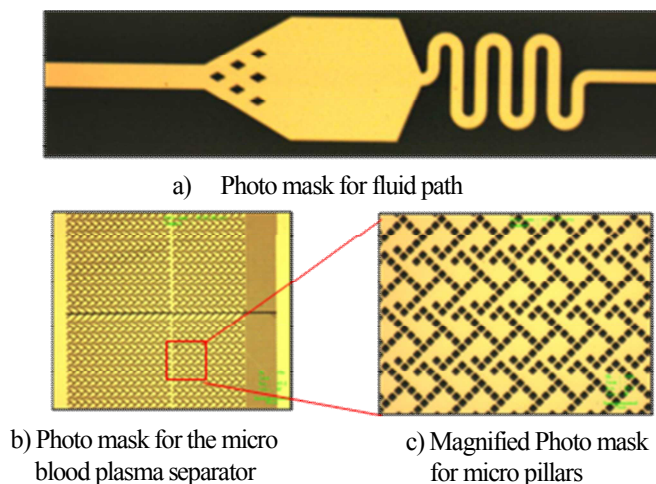 a) Photo mask for fluid path
b) Photo mask for the micro
blood plasma separator
c) Magnified Photo mask
for micro pillars